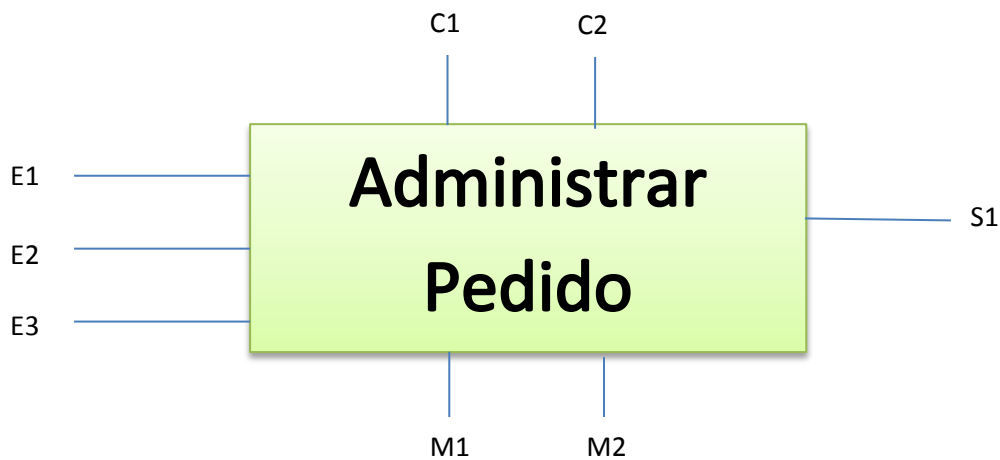 C1
C2
E1
E2
E3
Administrar
Pedido
S1
M1
M2